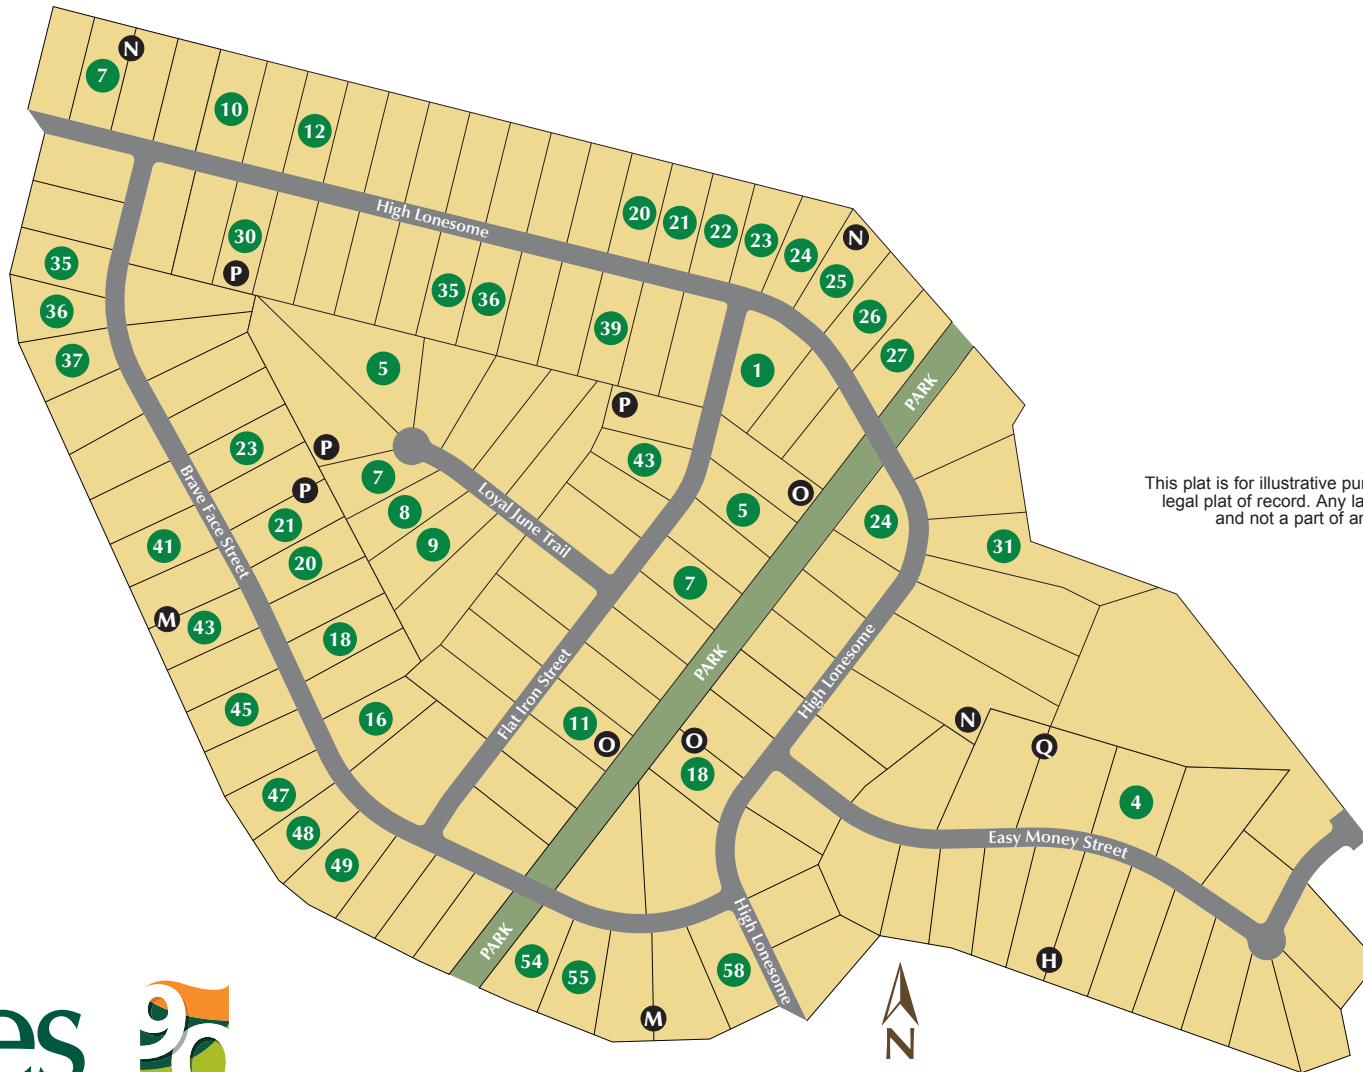 N
7
10
12
High Lonesome
20
21
22
23
24
N
25
26
27
30
P
35
36
37
35
36
39
1
5
PARK
P
43
P
23
7
P
8
9
21
20
Brave Face Street
Loyal June Trail
O
5
24
31
This plat is for illustrative pur
legal plat of record. Any la
and not a part of ar
41
M
43
18
7
45
16
Flat Iron Street
PARK
High Lonesome
11
O
O
18
N
Q
4
47
48
49
Easy Money Street
PARK
54
55
58
High Lonesome
M
H
N
es